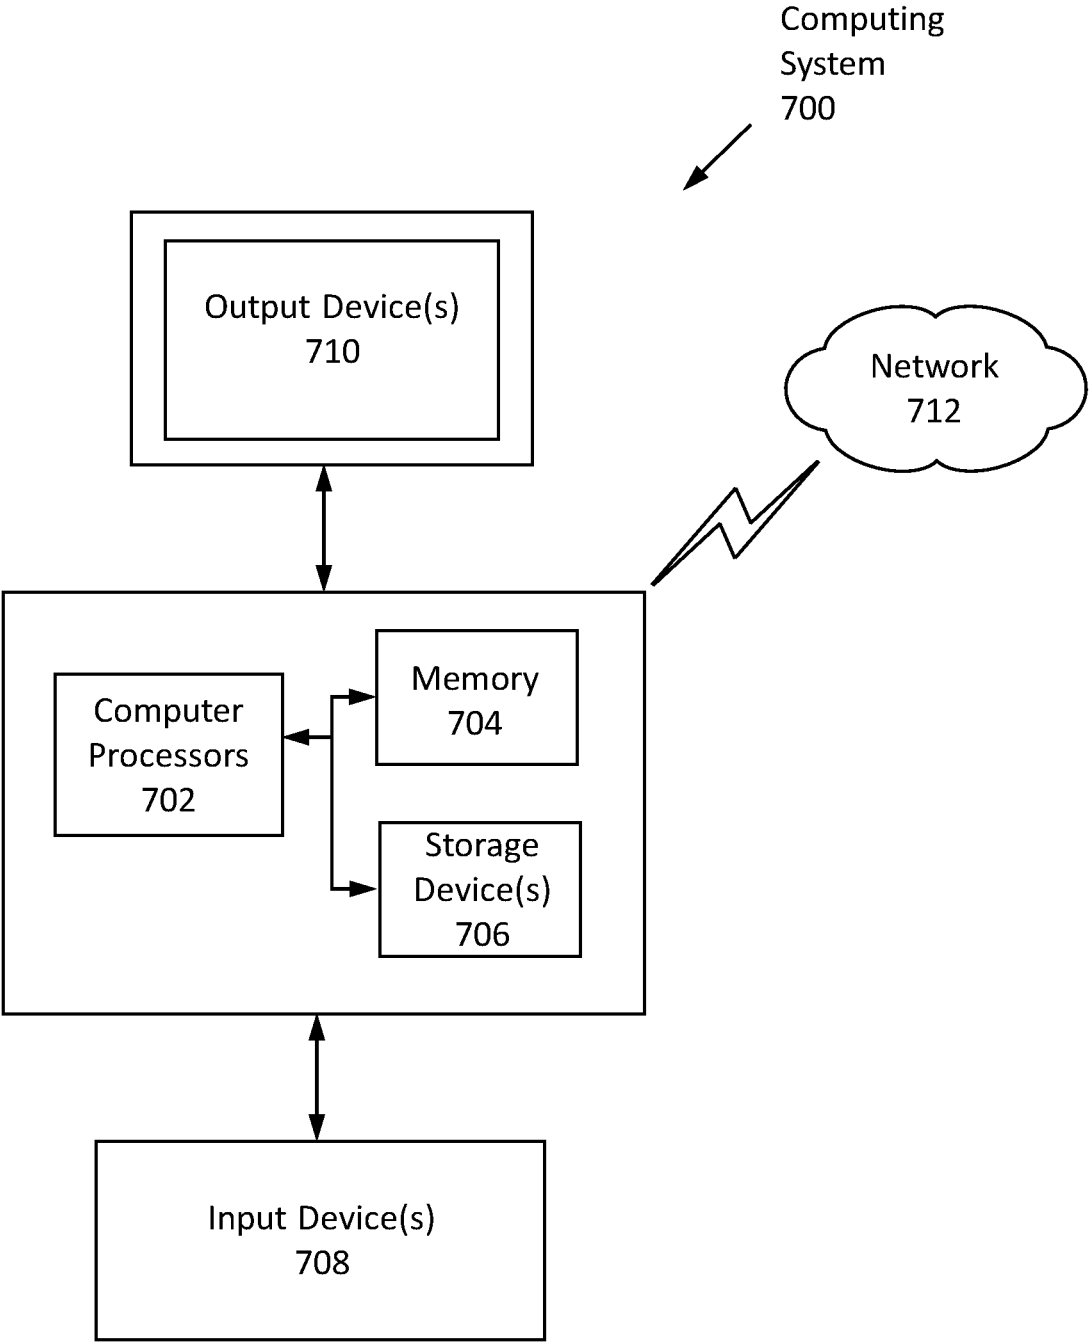 Computing
System
700
Output Device(s)
710
Network
712
Memory
704
Computer
Processors
702
Storage
Device(s)
706
Input Device(s)
708